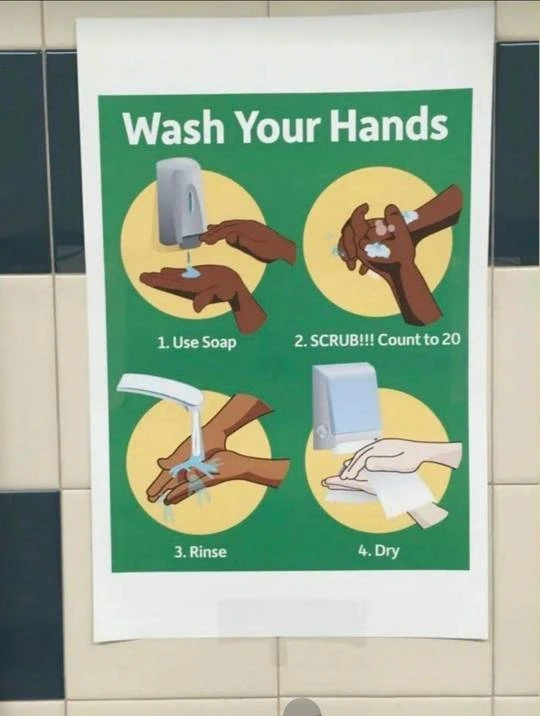 Wash Your Hands
1. Use Soap
2. SCRUB!!! Count to 20
3. Rinse
4. Dry